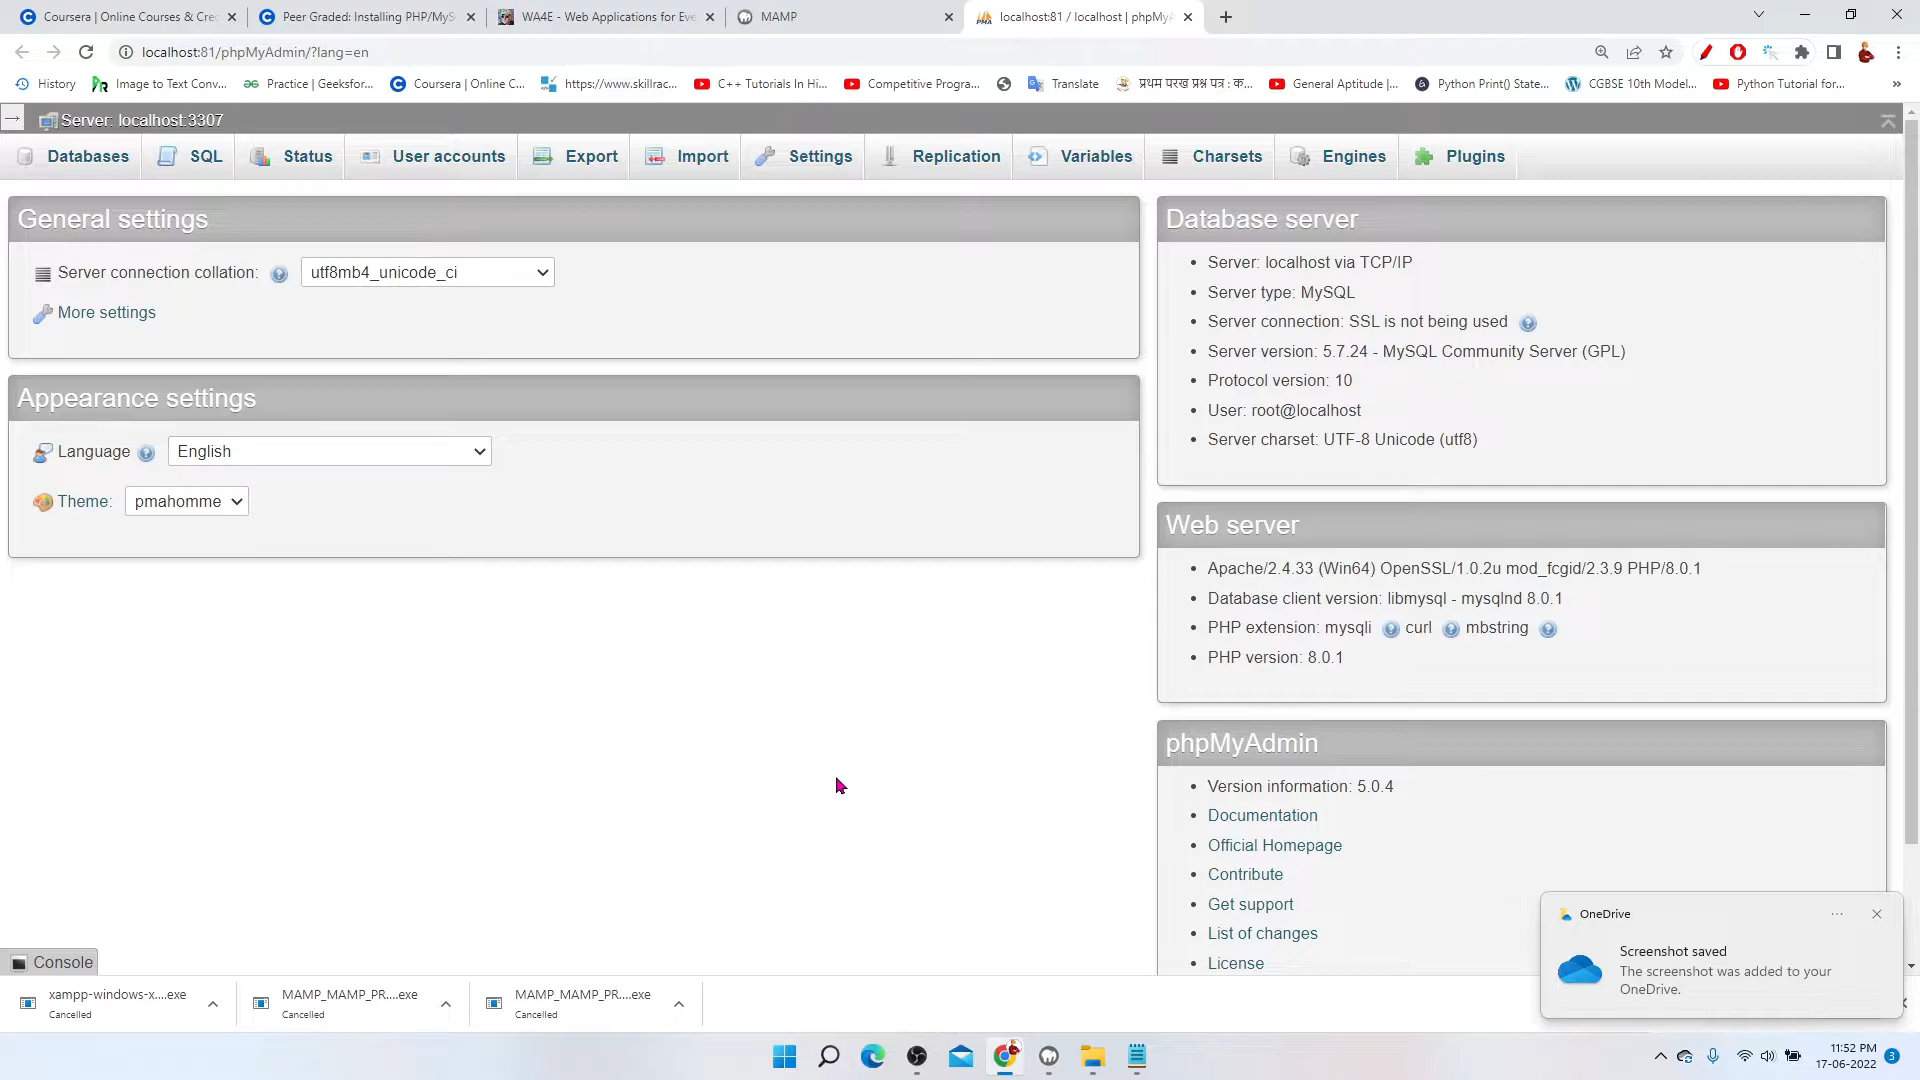 Coursera | Online Courses & Cre
Peer Graded: Installing PHP/MyS
WA4E - Web Applications for Eve
MAMP
localhost:81 / localhost | phpMyA
localhost:81/phpMyAdmin/?lang=en
History
Image to Text Conv...
Practice | Geeksfor...
Coursera | Online C...
https://www.skillrac...
C++ Tutorials In Hi...
Competitive Progra...
Translate
प्रथम परख प्रश्न पत्र : क...
General Aptitude |...
Python Print() State...
CGBSE 10th Model...
Python Tutorial for...
Server: localhost:3307
Databases
SQL
Status
User accounts
Export
Import
Settings
Replication
Variables
Charsets
Engines
Plugins
General settings
Server connection collation:
utf8mb4_unicode_ci
More settings
Appearance settings
Language
English
Theme:
pmahomme
Database server
Server: localhost via TCP/IP
Server type: MySQL
Server connection: SSL is not being used
Server version: 5.7.24 - MySQL Community Server (GPL)
Protocol version: 10
User: root@localhost
Server charset: UTF-8 Unicode (utf8)
Web server
Apache/2.4.33 (Win64) OpenSSL/1.0.2u mod_fcgid/2.3.9 PHP/8.0.1
Database client version: libmysql - mysqlnd 8.0.1
PHP extension: mysqli curl mbstring
PHP version: 8.0.1
phpMyAdmin
Version information: 5.0.4
Documentation
Official Homepage
Contribute
Get support
List of changes
License
OneDrive
Screenshot saved
The screenshot was added to your
OneDrive.
Console
xampp-windows-x....exe
Cancelled
MAMP_MAMP_PR....exe
Cancelled
MAMP_MAMP_PR....exe
Cancelled
11:52 PM
17-06-2022
3